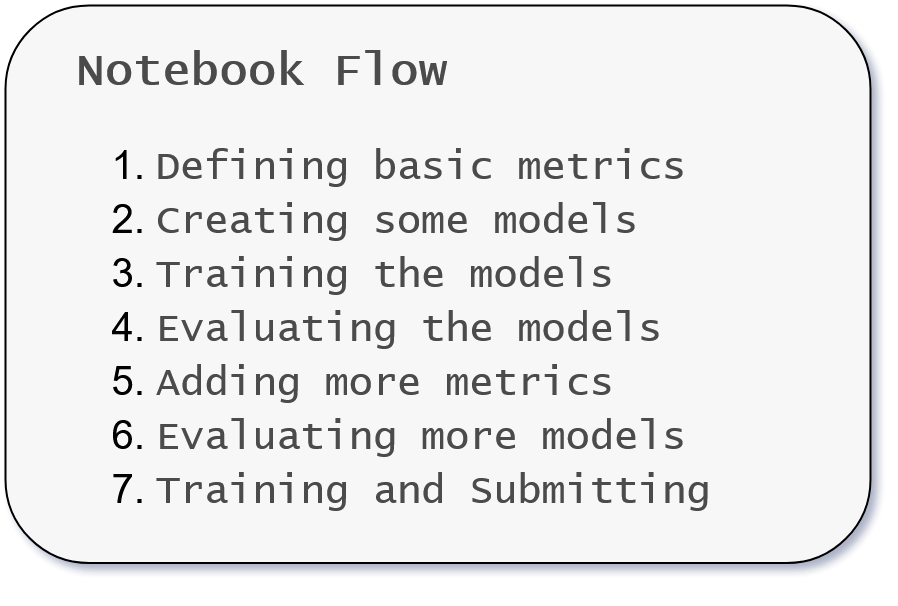 Notebook Flow
1. Defining basic metrics
2. Creating some models
3. Training the models
4. Evaluating the models
5. Adding more metrics
6. Evaluating more models
7. Training and Submitting